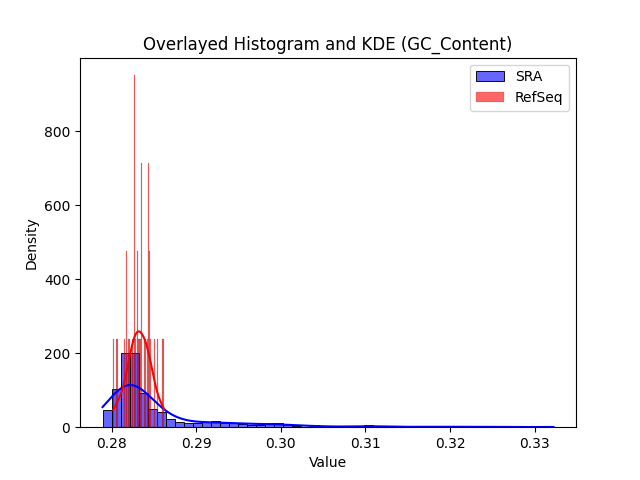 Overlayed Histogram and KDE (GC_Content)
SRA
RefSeq
800
600
400
200
0
Density
0.28 0.29 0.30 0.31 0.32 0.33
Value